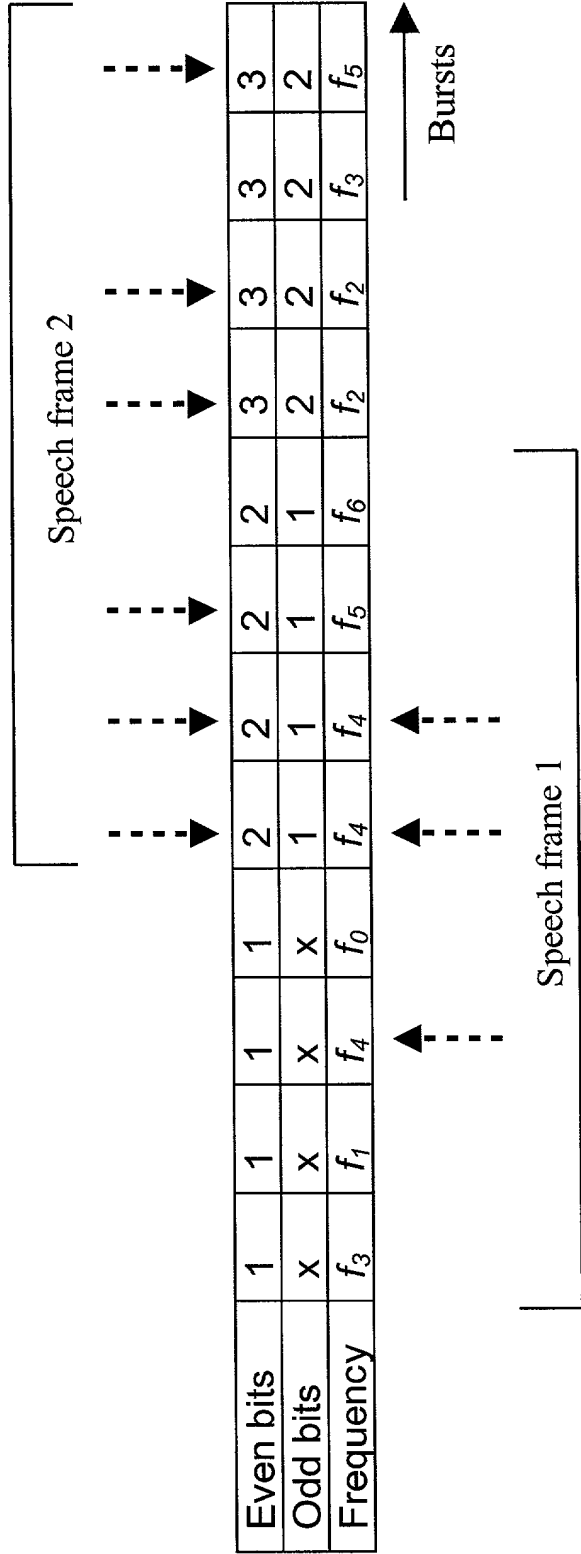 Speech frame 2
Even bits 1 1 1 1 2 2 2 2 3 3 3 3
Odd bits x x x x 1 1 1 1 2 2 2 2
Frequency f3 f1 f4 f0 f4 f4 f5 f6 f2 f2 f3 f5
Bursts
Speech frame 1